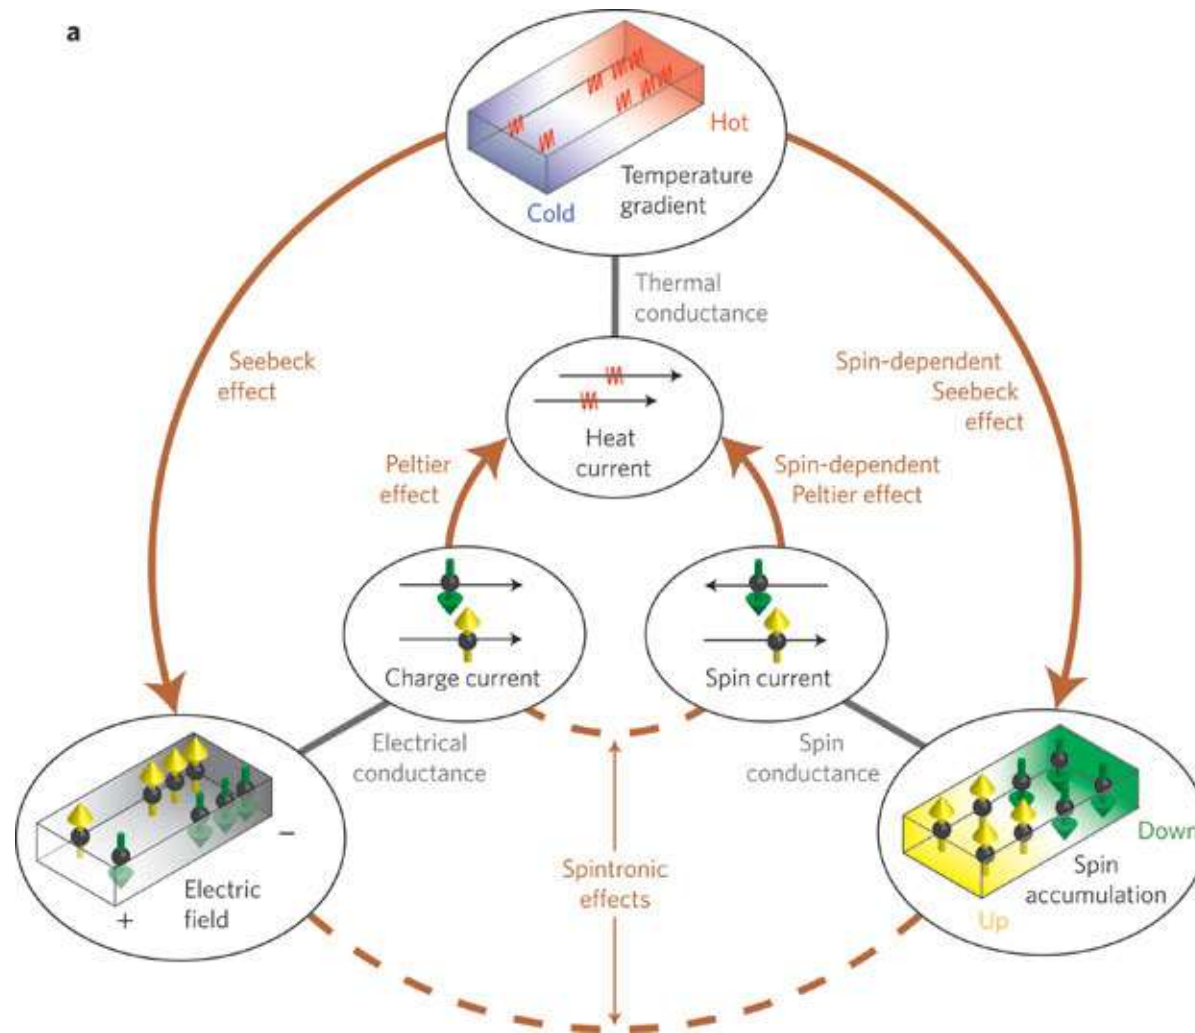 a
Hot
Temperature
gradient
Cold
Thermal
conductance
Seebeck
effect
Spin-dependent
Seebeck
effect
Heat
current
Peltier
effect
Spin-dependent
Peltier effect
Charge current
Spin current
Electrical
conductance
Spin
conductance
−
Electric
field
+
Spintronic
effects
Down
Spin
accumulation
Up